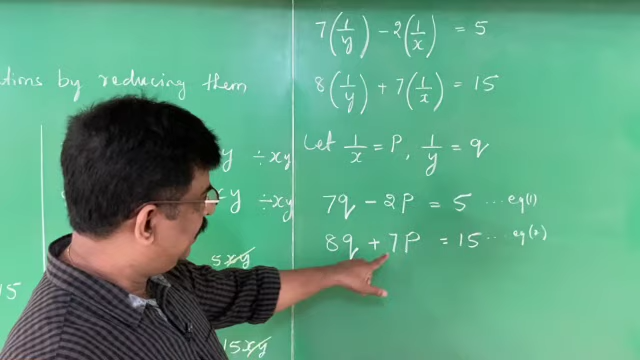 tions by reducing them
y ÷xy
y ÷xy
5xy
15
15xy
7(1/y) - 2(1/x) = 5
8(1/y) + 7(1/x) = 15
Let 1/x = P, 1/y = q
7q - 2P = 5 ... eq(1)
8q + 7P = 15 ... eq(2)